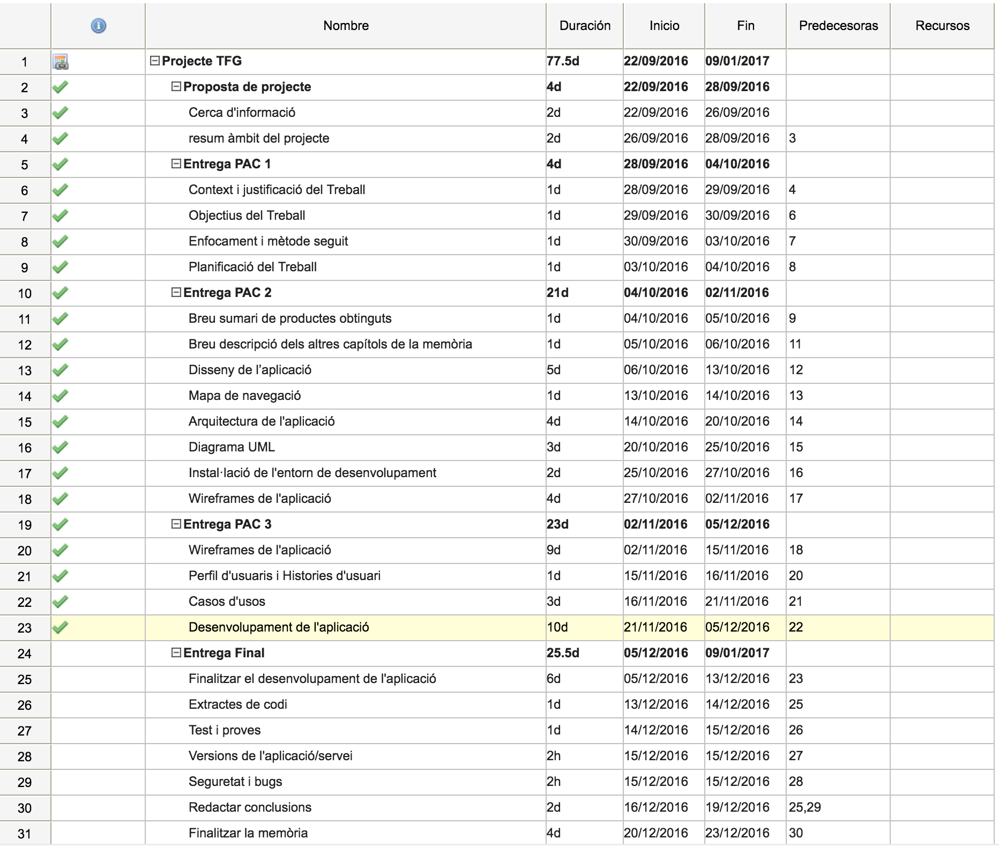 Nombre Duración Inicio Fin Predecesoras Recursos
1 Projecte TFG 77.5d 22/09/2016 09/01/2017
2 Proposta de projecte 4d 22/09/2016 28/09/2016
3 Cerca d'informació 2d 22/09/2016 26/09/2016
4 resum àmbit del projecte 2d 26/09/2016 28/09/2016 3
5 Entrega PAC 1 4d 28/09/2016 04/10/2016
6 Context i justificació del Treball 1d 28/09/2016 29/09/2016 4
7 Objectius del Treball 1d 29/09/2016 30/09/2016 6
8 Enfocament i mètode seguit 1d 30/09/2016 03/10/2016 7
9 Planificació del Treball 1d 03/10/2016 04/10/2016 8
10 Entrega PAC 2 21d 04/10/2016 02/11/2016
11 Breu sumari de productes obtinguts 1d 04/10/2016 05/10/2016 9
12 Breu descripció dels altres capítols de la memòria 1d 05/10/2016 06/10/2016 11
13 Disseny de l’aplicació 5d 06/10/2016 13/10/2016 12
14 Mapa de navegació 1d 13/10/2016 14/10/2016 13
15 Arquitectura de l'aplicació 4d 14/10/2016 20/10/2016 14
16 Diagrama UML 3d 20/10/2016 25/10/2016 15
17 Instal·lació de l'entorn de desenvolupament 2d 25/10/2016 27/10/2016 16
18 Wireframes de l'aplicació 4d 27/10/2016 02/11/2016 17
19 Entrega PAC 3 23d 02/11/2016 05/12/2016
20 Wireframes de l'aplicació 9d 02/11/2016 15/11/2016 18
21 Perfil d'usuaris i Histories d'usuari 1d 15/11/2016 16/11/2016 20
22 Casos d'usos 3d 16/11/2016 21/11/2016 21
23 Desenvolupament de l'aplicació 10d 21/11/2016 05/12/2016 22
24 Entrega Final 25.5d 05/12/2016 09/01/2017
25 Finalitzar el desenvolupament de l'aplicació 6d 05/12/2016 13/12/2016 23
26 Extractes de codi 1d 13/12/2016 14/12/2016 25
27 Test i proves 1d 14/12/2016 15/12/2016 26
28 Versions de l'aplicació/servei 2h 15/12/2016 15/12/2016 27
29 Seguretat i bugs 2h 15/12/2016 15/12/2016 28
30 Redactar conclusions 2d 16/12/2016 19/12/2016 25,29
31 Finalitzar la memòria 4d 20/12/2016 23/12/2016 30